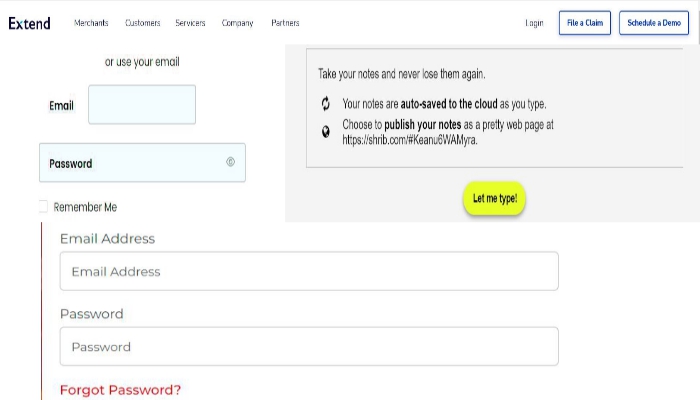 Extend
Merchants Customers Servicers Company Partners Login File a Claim Schedule a Demo
or use your email
Email
Password
Remember Me
Take your notes and never lose them again.
Your notes are auto-saved to the cloud as you type.
Choose to publish your notes as a pretty web page at
https://shrib.com/#Keanu6WAMyra.
Let me type!
Email Address
Email Address
Password
Password
Forgot Password?